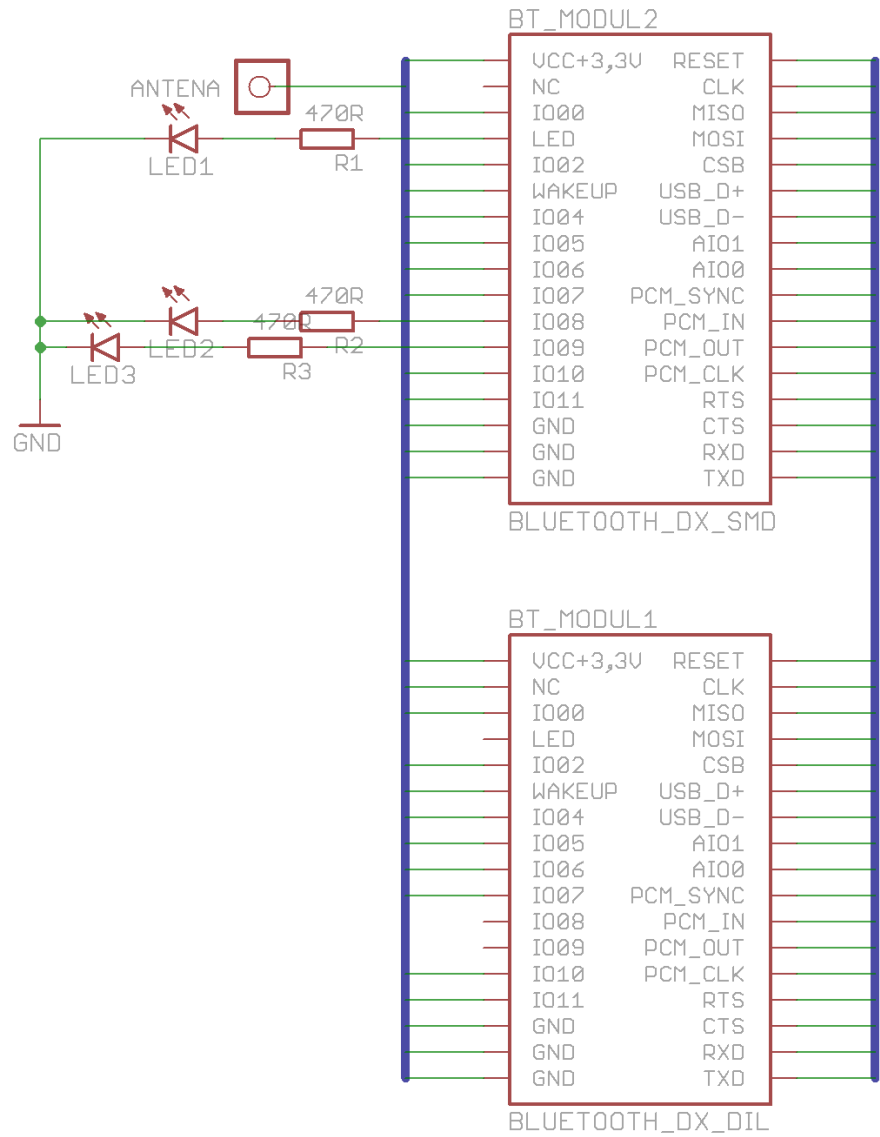 BT_MODUL2
VCC+3,3V RESET
NC CLK
IO00 MISO
LED MOSI
IO02 CSB
WAKEUP USB_D+
IO04 USB_D-
IO05 AIO1
IO06 AIO0
IO07 PCM_SYNC
IO08 PCM_IN
IO09 PCM_OUT
IO10 PCM_CLK
IO11 RTS
GND CTS
GND RXD
GND TXD
BLUETOOTH_DX_SMD
ANTENA
470R
LED1 R1
470R
470R
LED2 R2
LED3 R3
GND
BT_MODUL1
VCC+3,3V RESET
NC CLK
IO00 MISO
LED MOSI
IO02 CSB
WAKEUP USB_D+
IO04 USB_D-
IO05 AIO1
IO06 AIO0
IO07 PCM_SYNC
IO08 PCM_IN
IO09 PCM_OUT
IO10 PCM_CLK
IO11 RTS
GND CTS
GND RXD
GND TXD
BLUETOOTH_DX_DIL